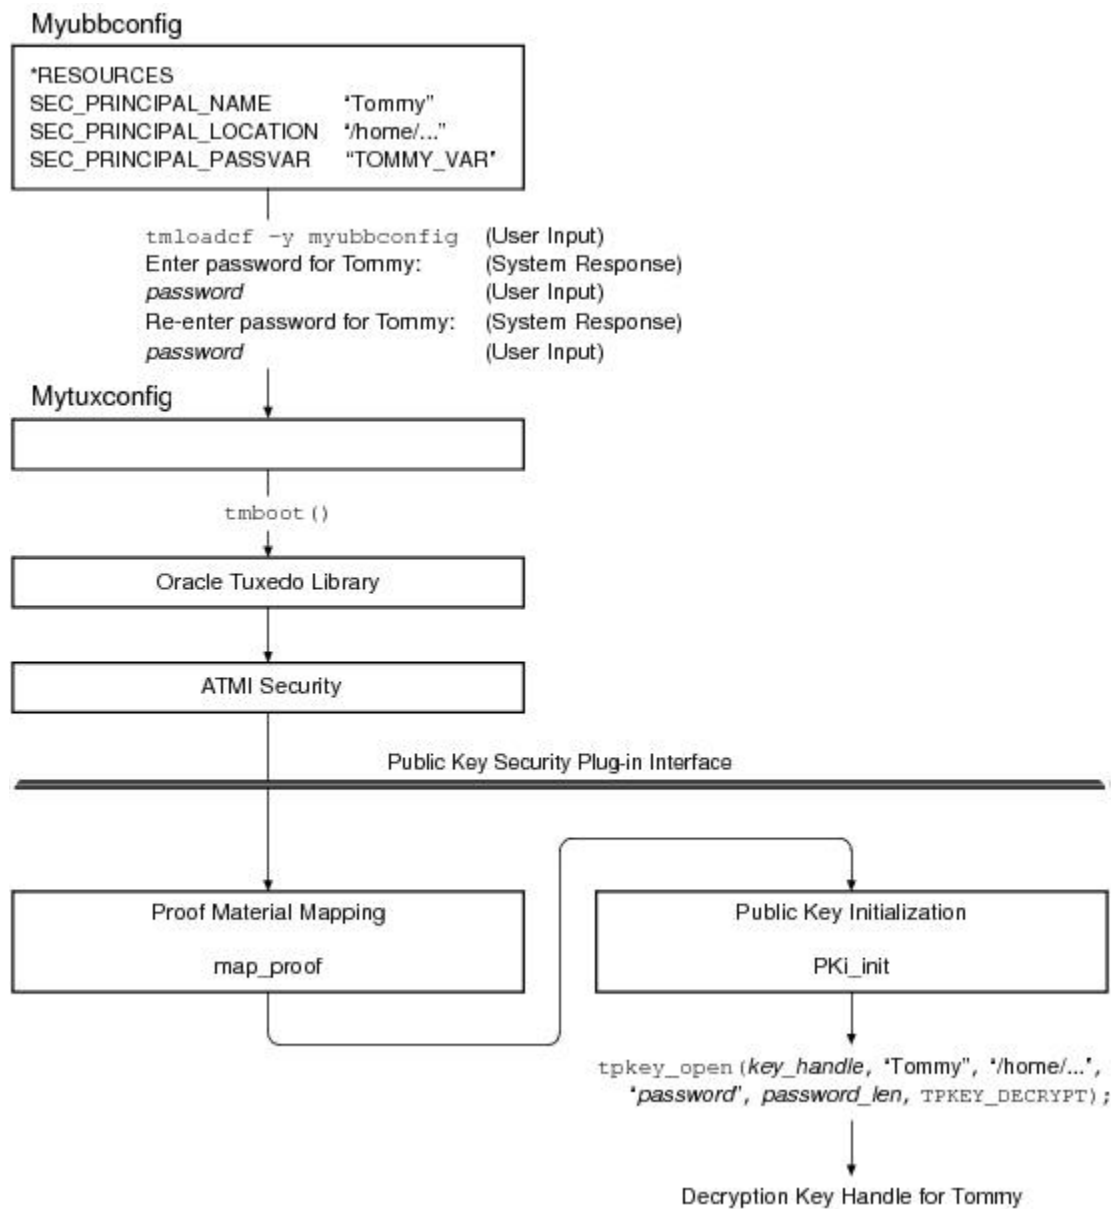 Myubbconfig
*RESOURCES
SEC_PRINCIPAL_NAME "Tommy"
SEC_PRINCIPAL_LOCATION "/home/..."
SEC_PRINCIPAL_PASSVAR "TOMMY_VAR"
tmloadcf -y myubbconfig (User Input)
Enter password for Tommy: (System Response)
password (User Input)
Re-enter password for Tommy: (System Response)
password (User Input)
Mytuxconfig
tmboot()
Oracle Tuxedo Library
ATMI Security
Public Key Security Plug-in Interface
Proof Material Mapping
map_proof
Public Key Initialization
PKi_init
tpkey_open(key_handle, "Tommy", "/home/...",
"password", password_len, TPKEY_DECRYPT);
Decryption Key Handle for Tommy